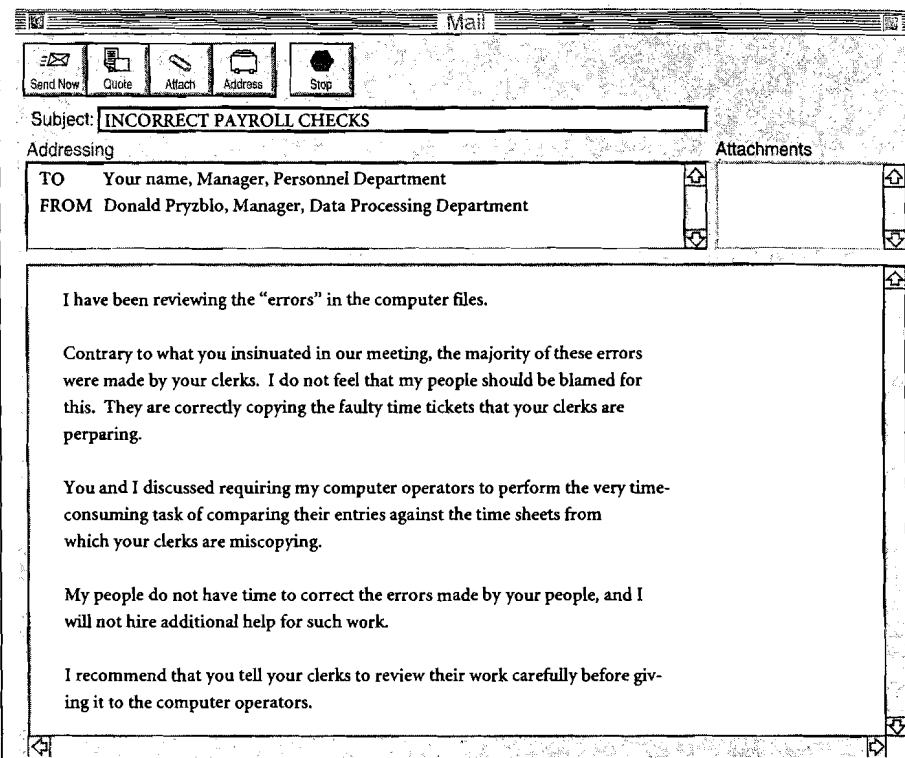 Mail
Send Now Quote Attach Address Stop
Subject: INCORRECT PAYROLL CHECKS
Addressing Attachments
TO Your name, Manager, Personnel Department
FROM Donald Pryzblo, Manager, Data Processing Department
I have been reviewing the “errors” in the computer files.
Contrary to what you insinuated in our meeting, the majority of these errors
were made by your clerks. I do not feel that my people should be blamed for
this. They are correctly copying the faulty time tickets that your clerks are
perparing.
You and I discussed requiring my computer operators to perform the very time-
consuming task of comparing their entries against the time sheets from
which your clerks are miscopying.
My people do not have time to correct the errors made by your people, and I
will not hire additional help for such work.
I recommend that you tell your clerks to review their work carefully before giv-
ing it to the computer operators.